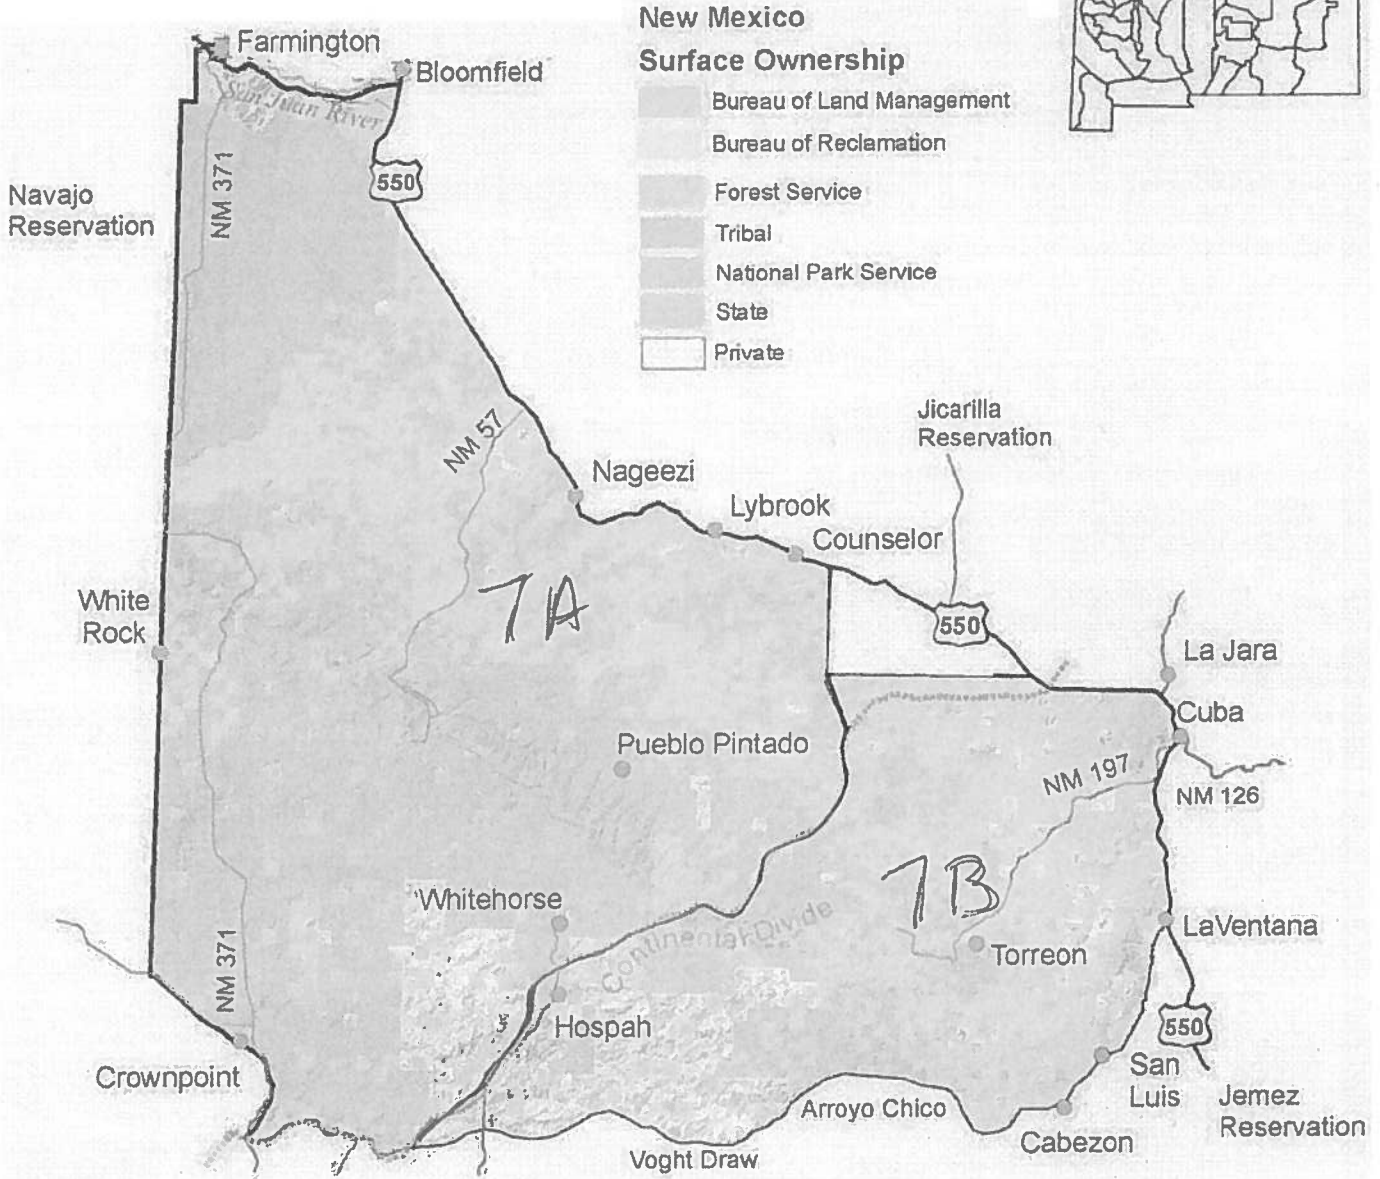 New Mexico
Surface Ownership
Bureau of Land Management
Bureau of Reclamation
Forest Service
Tribal
National Park Service
State
Private
Farmington
Bloomfield
San Juan River
NM 371
550
Navajo
Reservation
NM 57
Nageezi
Jicarilla
Reservation
Lybrook
Counselor
7A
White
Rock
550
La Jara
Cuba
Pueblo Pintado
NM 197
NM 126
7B
Whitehorse
Continental Divide
LaVentana
Torreon
NM 371
Hospah
550
Crownpoint
San
Luis
Jemez
Reservation
Arroyo Chico
Cabezon
Voght Draw